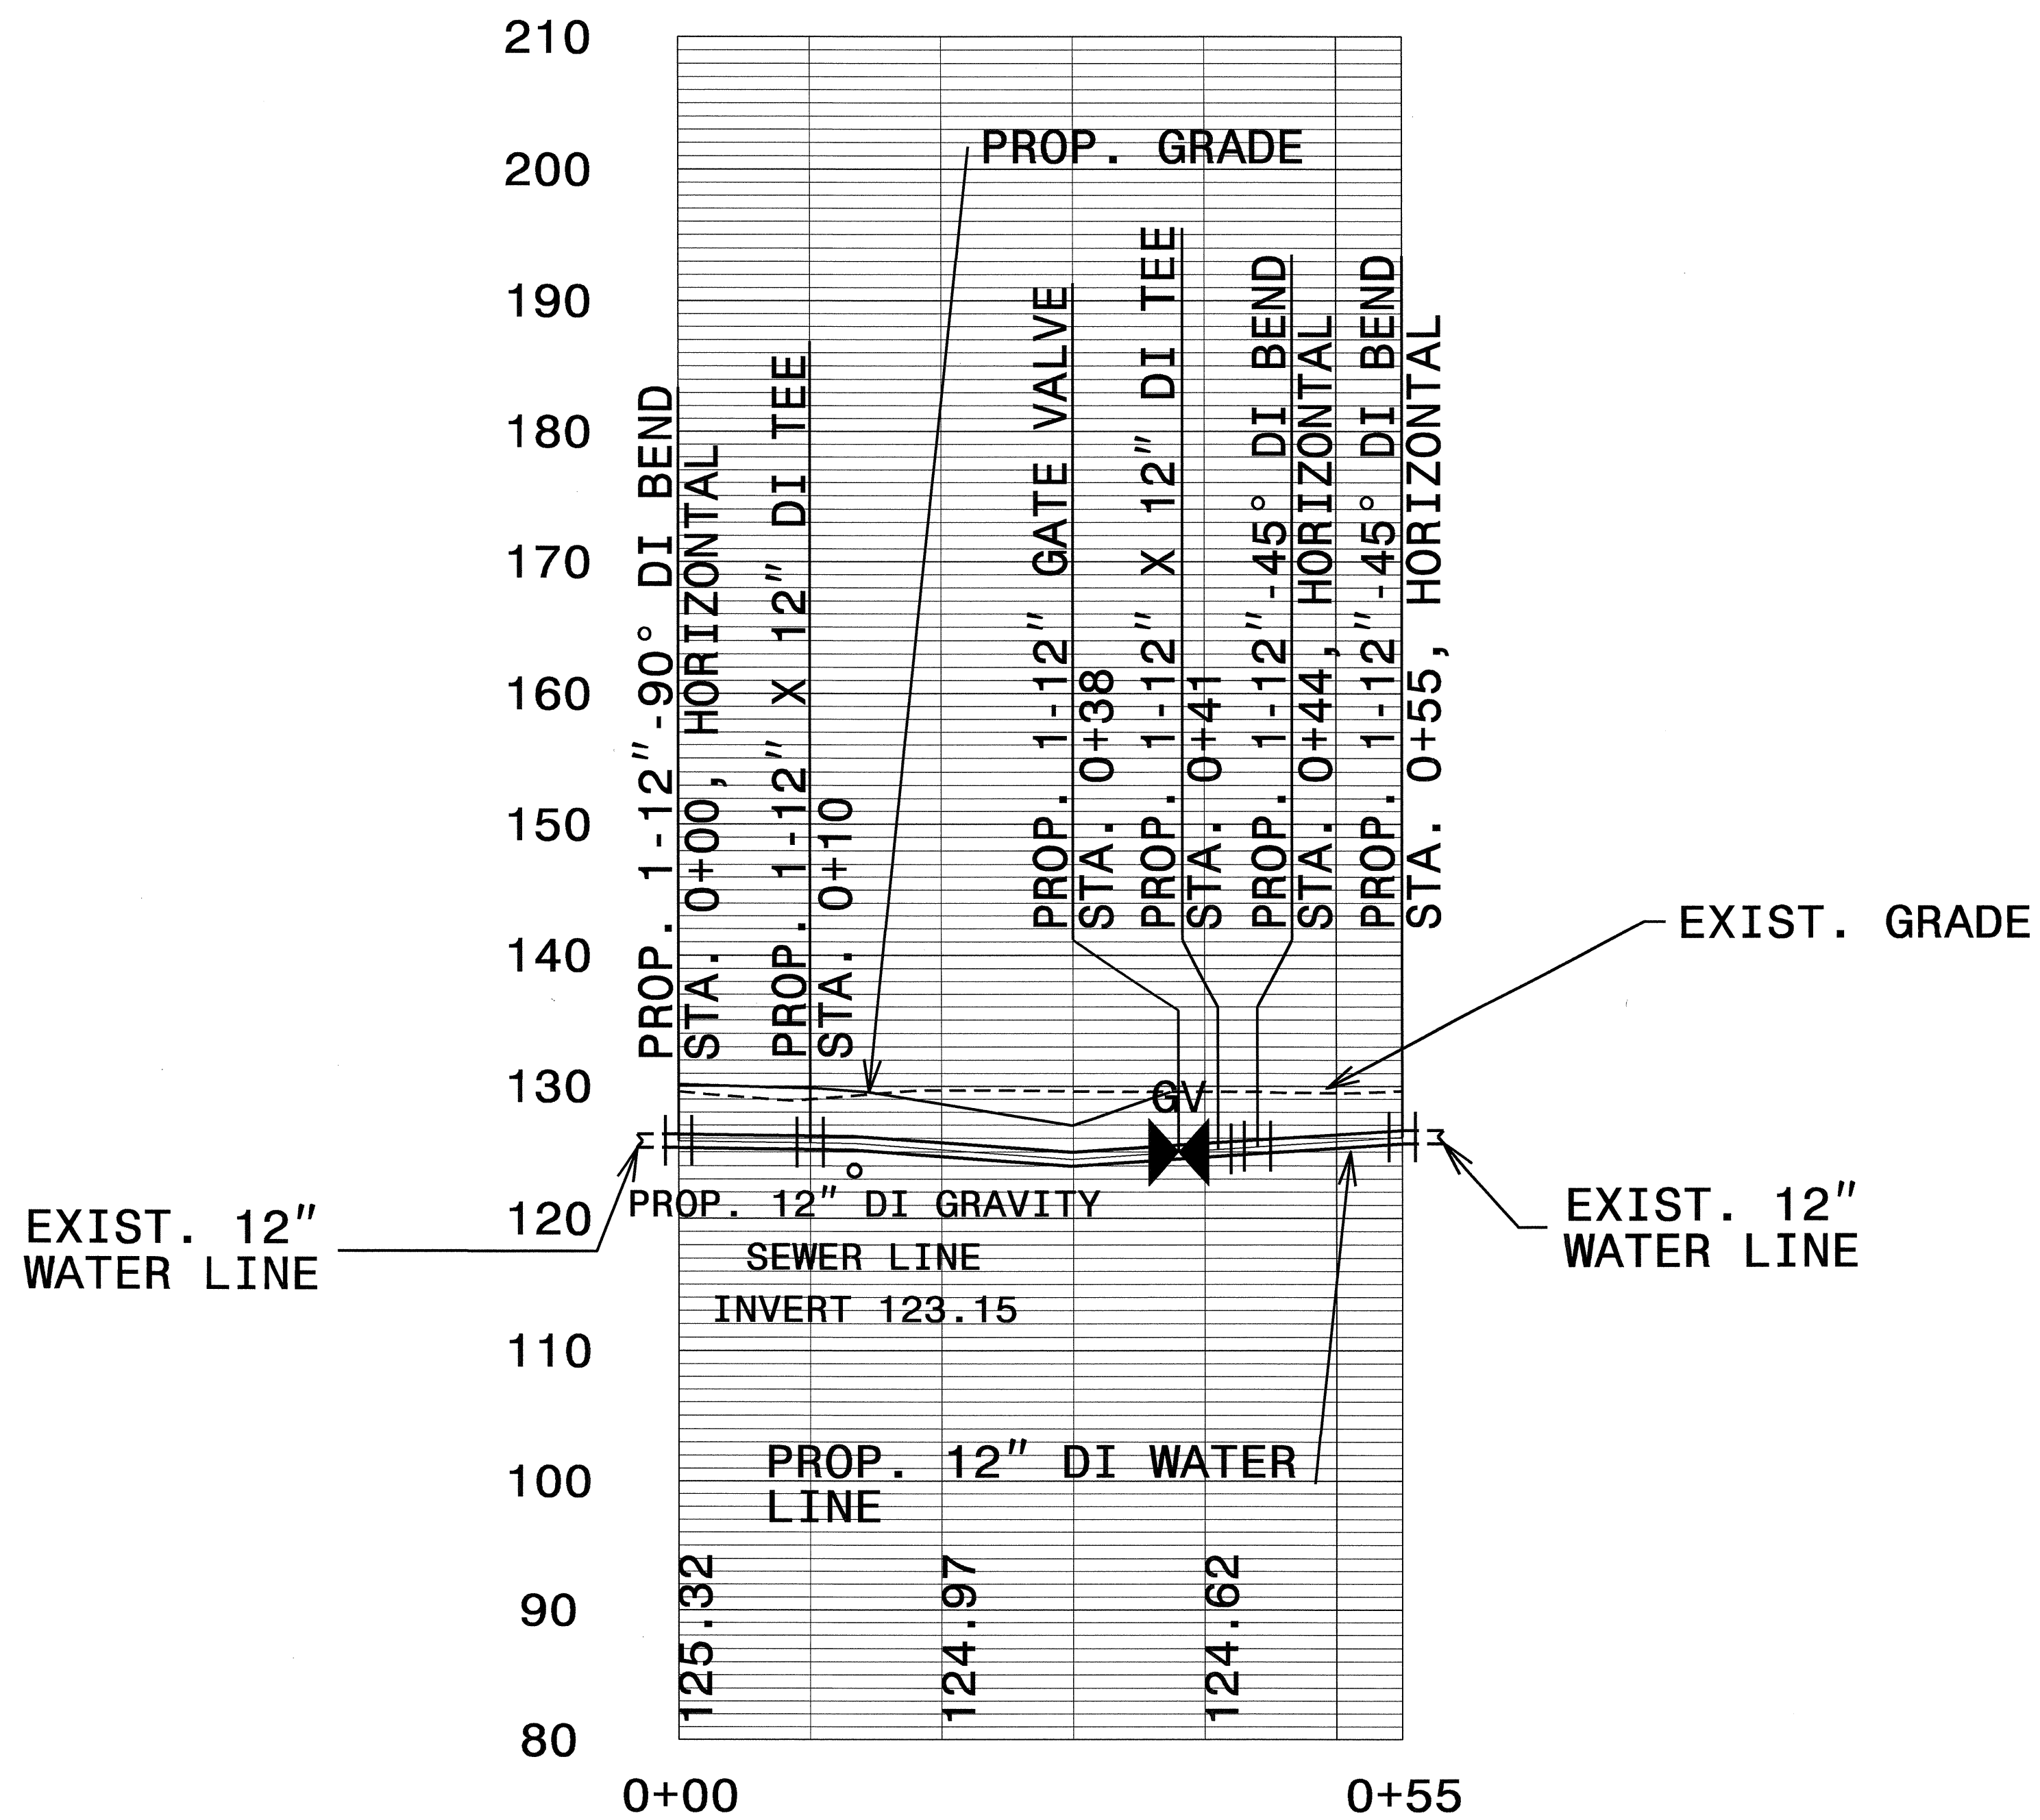 210
200
190
180
170
160
150
140
130
120
110
100
90
80
PROP. GRADE
PROP. 1-12"-90° DI BEND
STA. 0+00, HORIZONTAL
PROP. 1-12" X 12" DI TEE
STA. 0+10
PROP. 1-12" GATE VALVE
STA. 0+38
PROP. 1-12" X 12" DI TEE
STA. 0+41
PROP. 1-12"-45° DI BEND
STA. 0+44, HORIZONTAL
PROP. 1-12"-45° DI BEND
STA. 0+55, HORIZONTAL
EXIST. GRADE
GV
EXIST. 12"
WATER LINE
PROP. 12" DI GRAVITY
SEWER LINE
INVERT 123.15
EXIST. 12"
WATER LINE
PROP. 12" DI WATER
LINE
125.32
124.97
124.62
0+00
0+55